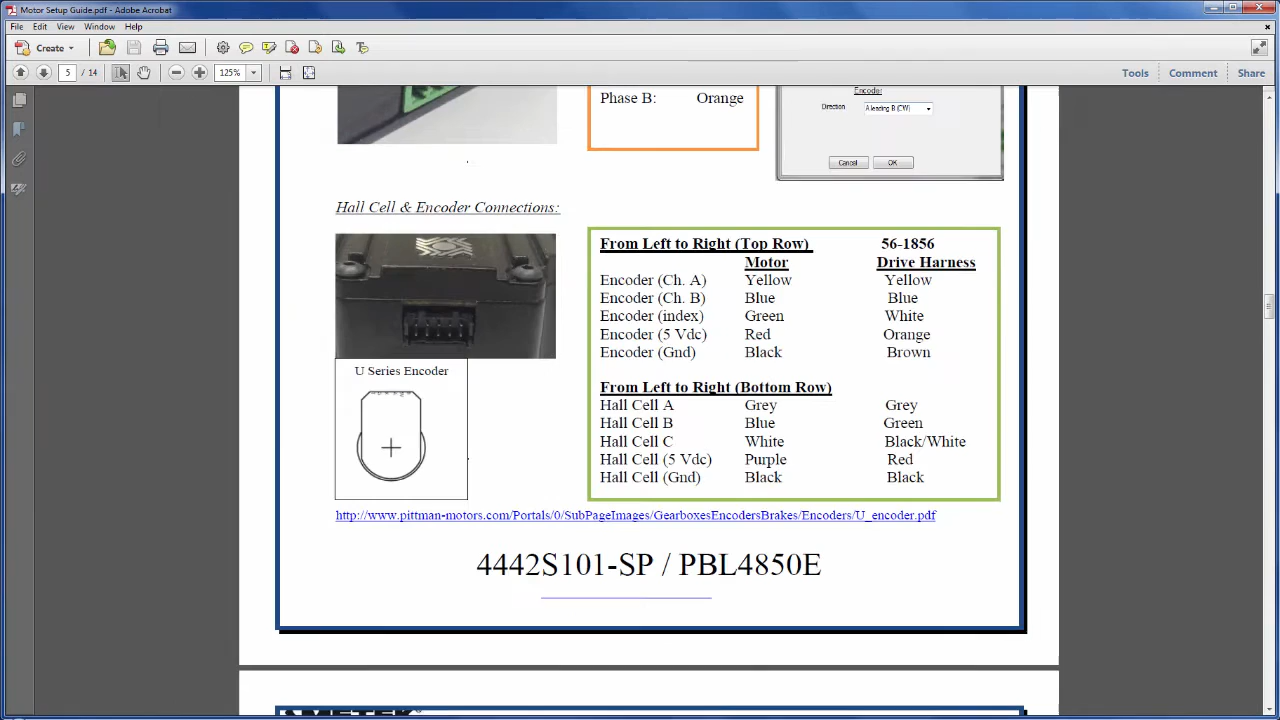 Motor Setup Guide.pdf - Adobe Acrobat
File Edit View Window Help
Create
5 / 14 125% Tools Comment Share
Phase B: Orange
Encoder
Direction A leading B (CW)
Cancel OK
Hall Cell & Encoder Connections:
From Left to Right (Top Row) 56-1856
Motor Drive Harness
Encoder (Ch. A) Yellow Yellow
Encoder (Ch. B) Blue Blue
Encoder (index) Green White
Encoder (5 Vdc) Red Orange
Encoder (Gnd) Black Brown
U Series Encoder
From Left to Right (Bottom Row)
Hall Cell A Grey Grey
Hall Cell B Blue Green
Hall Cell C White Black/White
Hall Cell (5 Vdc) Purple Red
Hall Cell (Gnd) Black Black
http://www.pittman-motors.com/Portals/0/SubPageImages/GearboxesEncodersBrakes/Encoders/U_encoder.pdf
4442S101-SP / PBL4850E